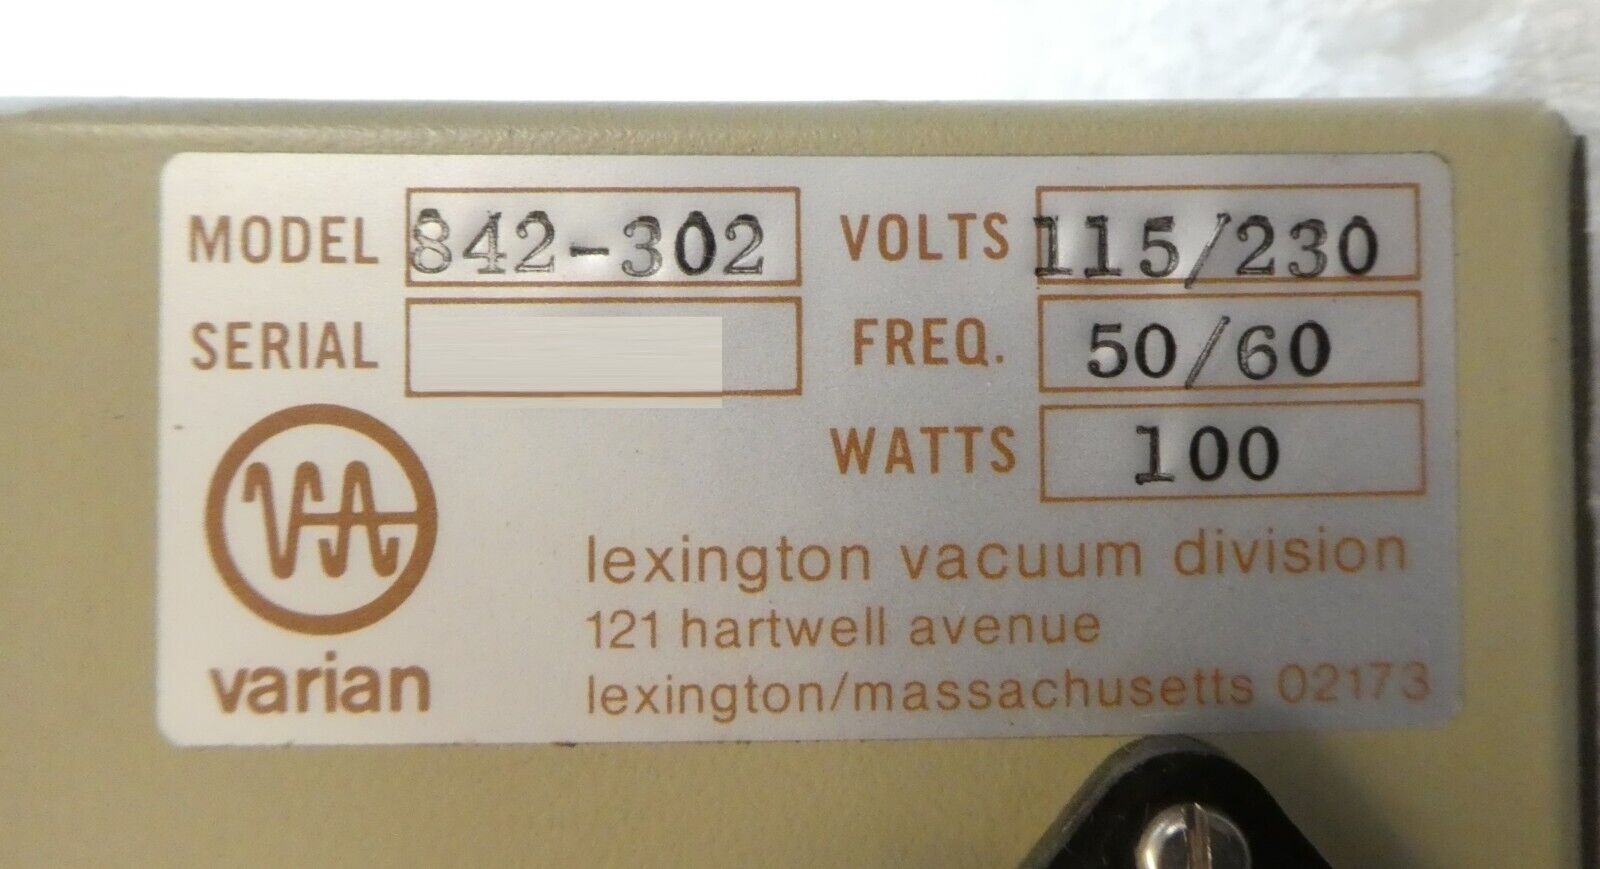 MODEL 842-302 VOLTS 115/230
SERIAL FREQ. 50/60
WATTS 100
VA
varian
lexington vacuum division
121 hartwell avenue
lexington/massachusetts 02173